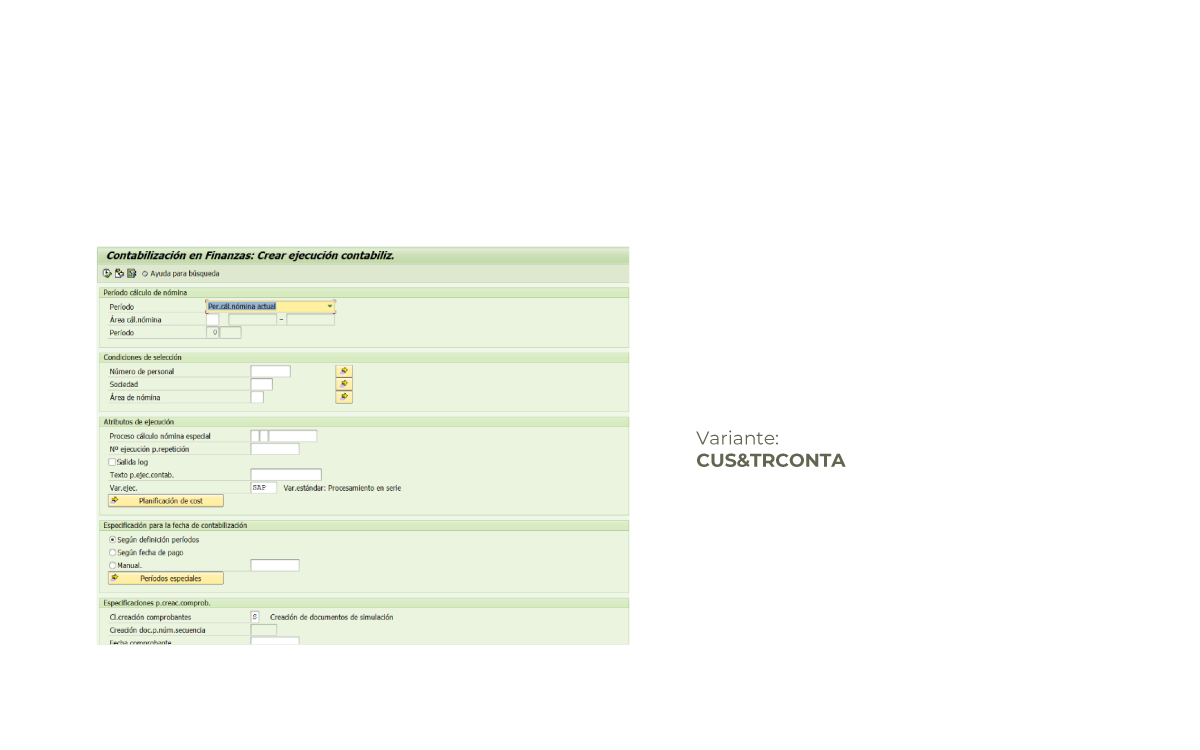 Contabilización en Finanzas: Crear ejecución contabiliz.
Ayuda para búsqueda
Período cálculo de nómina
Período Per.cál.nómina actual
Área cál.nómina –
Período 0
Condiciones de selección
Número de personal
Sociedad
Área de nómina
Atributos de ejecución
Proceso cálculo nómina especial
Nº ejecución p.repetición
Salida log
Texto p.ejec.contab.
Var.ejec. SAP Var.estándar: Procesamiento en serie
Planificación de cost
Especificación para la fecha de contabilización
Según definición períodos
Según fecha de pago
Manual.
Períodos especiales
Especificaciones p.creac.comprob.
Cl.creación comprobantes S Creación de documentos de simulación
Creación doc.p.núm.secuencia
Fecha comprobante
Variante:
CUS&TRCONTA